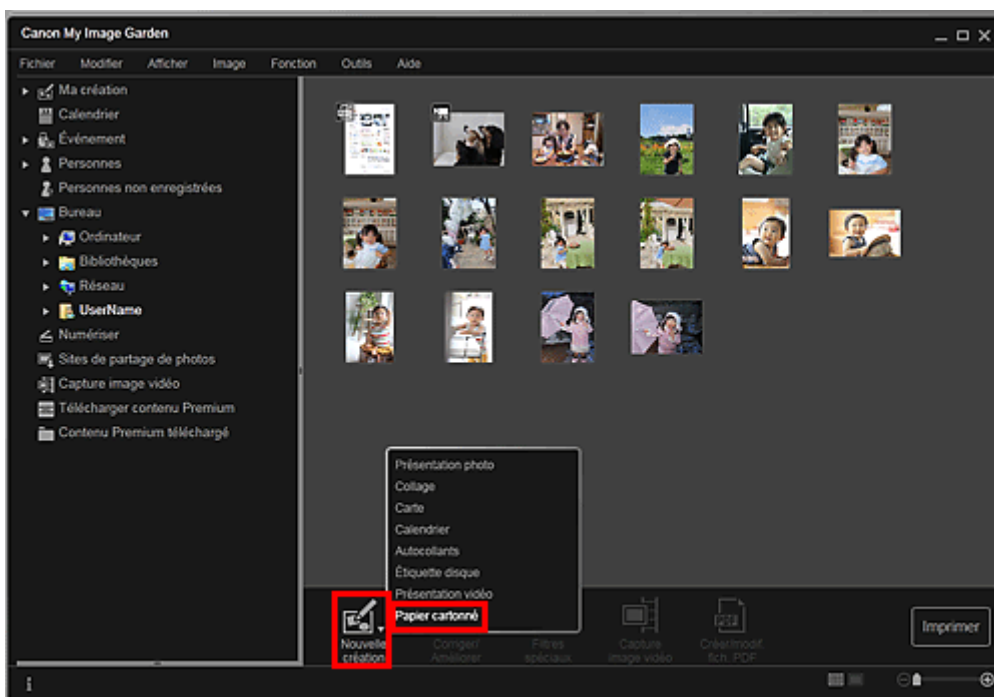 Canon My Image Garden
Fichier Modifier Afficher Image Fonction Outils Aide
Ma création
Calendrier
Événement
Personnes
Personnes non enregistrées
Bureau
Ordinateur
Bibliothèques
Réseau
UserName
Numériser
Sites de partage de photos
Capture image vidéo
Télécharger contenu Premium
Contenu Premium téléchargé
Présentation photo
Collage
Carte
Calendrier
Autocollants
Étiquette disque
Présentation vidéo
Papier cartonné
Nouvelle
création
Corriger/
Améliorer
Filtres
spéciaux
Capture
image vidéo
PDF
Créer/modif.
fich. PDF
Imprimer